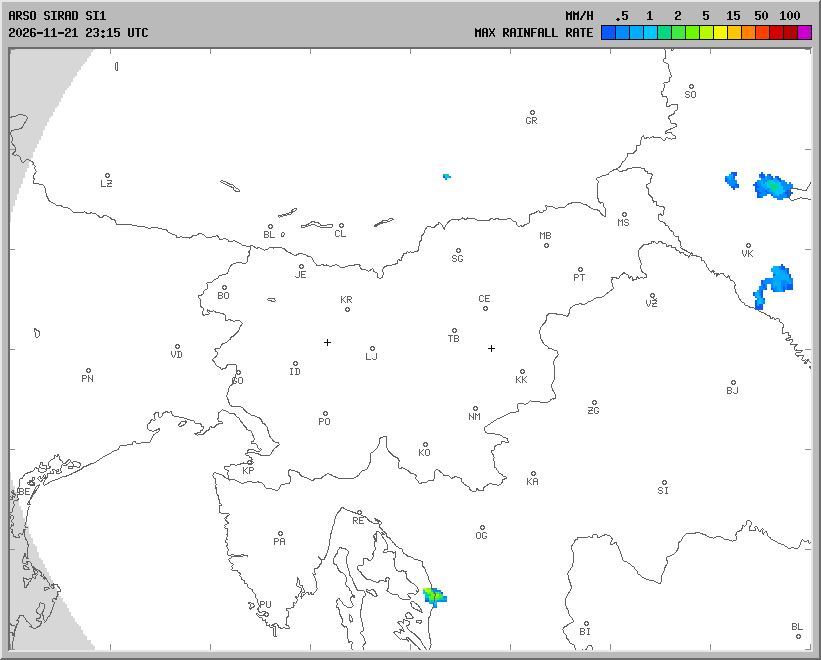 ARSO SIRAD SI1
2026-11-21 23:15 UTC
MM/H .5 1 2 5 15 50 100
MAX RAINFALL RATE
SO
GR
LZ
MS
BL
CL
MB
VK
SG
JE
PT
BO
KR
CE
VŽ
TB
VD
LJ
ID
GO
PN
KK
BJ
ZG
NM
PO
KO
KP
KA
BE
SI
RE
OG
PA
PU
BI
BL